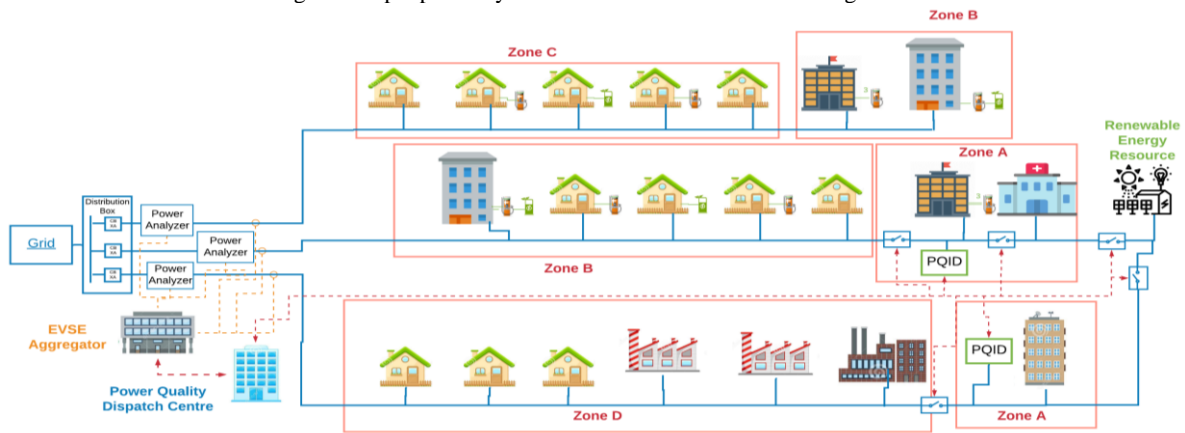 Zone B
Zone C
Renewable
Energy
Resource
Zone A
Distribution
Box
Power
Analyzer
Power
Analyzer
Power
Analyzer
Grid
Zone B
PQID
EVSE
Aggregator
Power Quality
Dispatch Centre
PQID
Zone D
Zone A